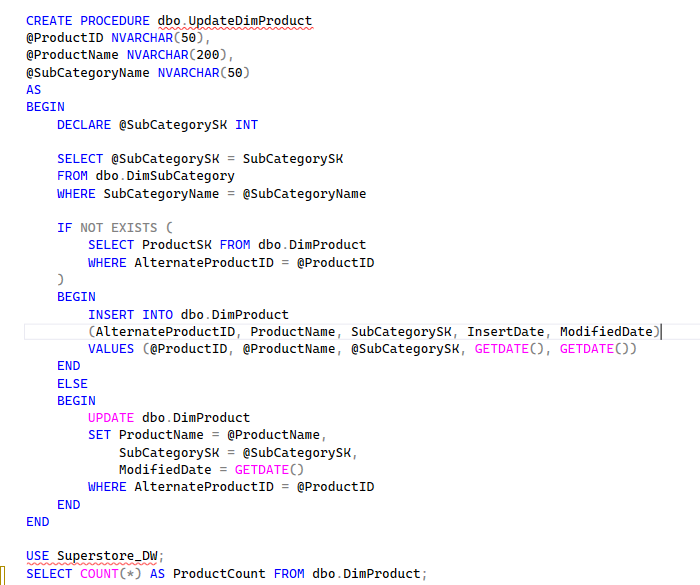 CREATE PROCEDURE dbo.UpdateDimProduct
@ProductID NVARCHAR(50),
@ProductName NVARCHAR(200),
@SubCategoryName NVARCHAR(50)
AS
BEGIN
    DECLARE @SubCategorySK INT

    SELECT @SubCategorySK = SubCategorySK
    FROM dbo.DimSubCategory
    WHERE SubCategoryName = @SubCategoryName

    IF NOT EXISTS (
        SELECT ProductSK FROM dbo.DimProduct
        WHERE AlternateProductID = @ProductID
    )
    BEGIN
        INSERT INTO dbo.DimProduct
        (AlternateProductID, ProductName, SubCategorySK, InsertDate, ModifiedDate)
        VALUES (@ProductID, @ProductName, @SubCategorySK, GETDATE(), GETDATE())
    END
    ELSE
    BEGIN
        UPDATE dbo.DimProduct
        SET ProductName = @ProductName,
            SubCategorySK = @SubCategorySK,
            ModifiedDate = GETDATE()
        WHERE AlternateProductID = @ProductID
    END
END

USE Superstore_DW;
SELECT COUNT(*) AS ProductCount FROM dbo.DimProduct;